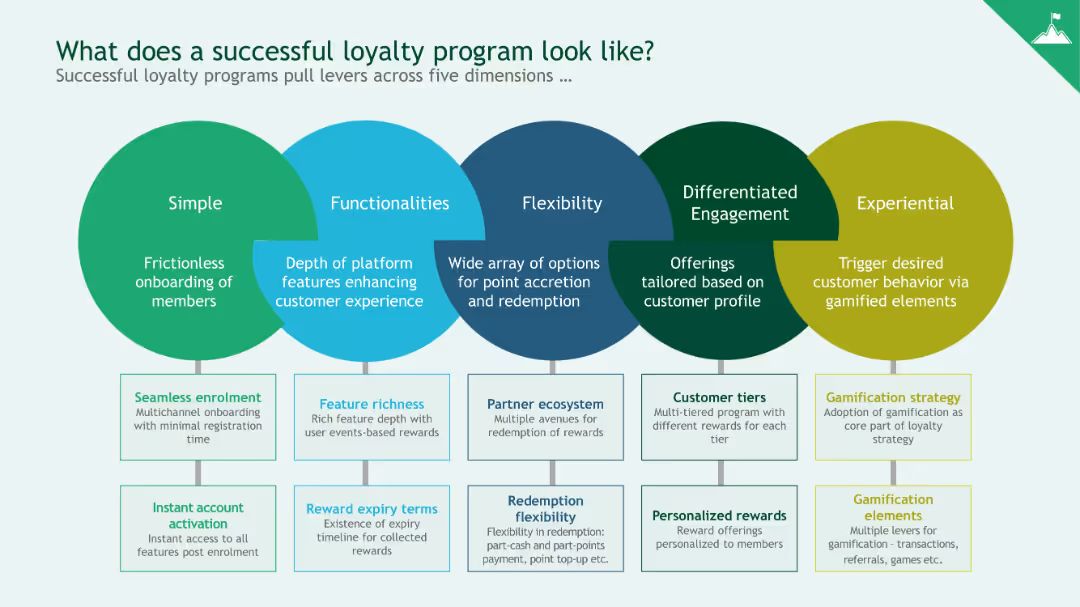 What does a successful loyalty program look like?
Successful loyalty programs pull levers across five dimensions …
Simple
Functionalities
Flexibility
Differentiated
Engagement
Experiential
Frictionless
onboarding of
members
Depth of platform
features enhancing
customer experience
Wide array of options
for point accretion
and redemption
Offerings
tailored based on
customer profile
Trigger desired
customer behavior via
gamified elements
Seamless enrolment
Multichannel onboarding
with minimal registration
time
Feature richness
Rich feature depth with
user events-based rewards
Partner ecosystem
Multiple avenues for
redemption of rewards
Customer tiers
Multi-tiered program with
different rewards for each
tier
Gamification strategy
Adoption of gamification as
core part of loyalty
strategy
Instant account
activation
Instant access to all
features post enrolment
Reward expiry terms
Existence of expiry
timeline for collected
rewards
Redemption
flexibility
Flexibility in redemption:
part-cash and part-points
payment, point top-up etc.
Personalized rewards
Reward offerings
personalized to members
Gamification
elements
Multiple levers for
gamification – transactions,
referrals, games etc.